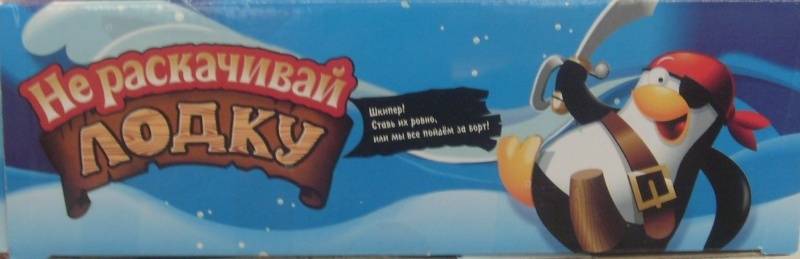 Не раскачивай
лодку
Шкипер!
Ставь их ровно,
или мы все пойдём за борт!